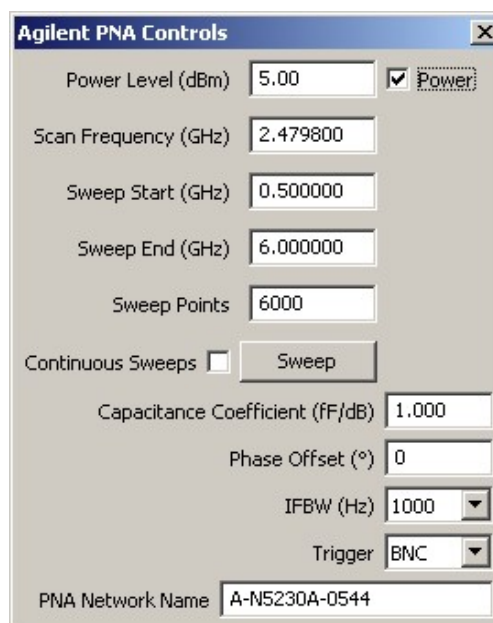 Agilent PNA Controls
Power Level (dBm) 5.00 Power
Scan Frequency (GHz) 2.479800
Sweep Start (GHz) 0.500000
Sweep End (GHz) 6.000000
Sweep Points 6000
Continuous Sweeps Sweep
Capacitance Coefficient (fF/dB) 1.000
Phase Offset (°) 0
IFBW (Hz) 1000
Trigger BNC
PNA Network Name A-N5230A-0544